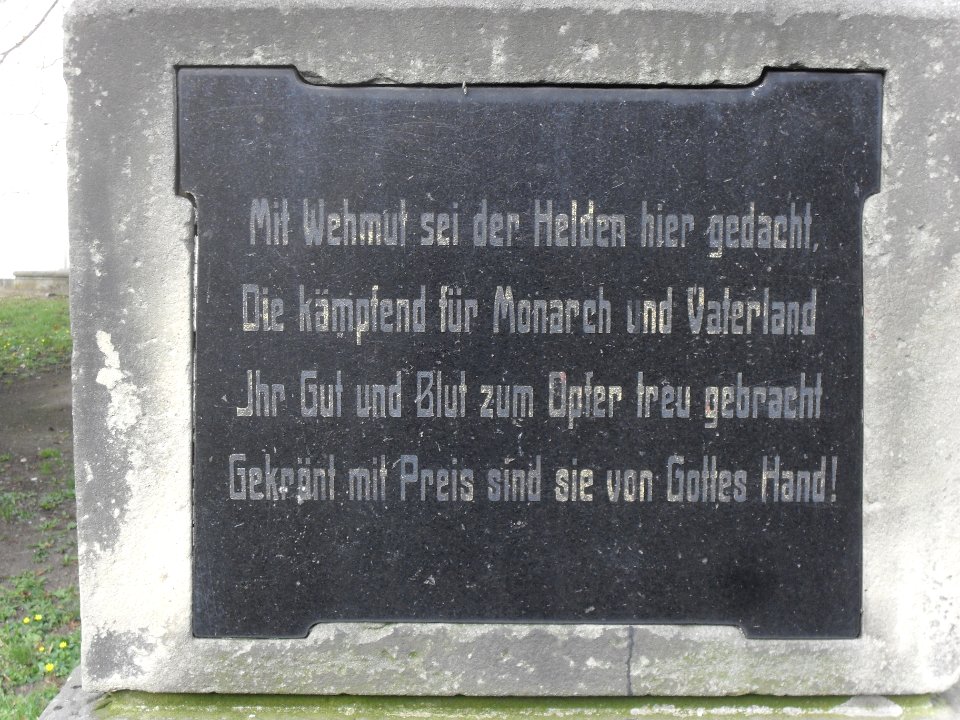 Mit Wehmut sei der Helden hier gedacht,
Die kämpfend für Monarch und Vaterland
Jhr Gut und Blut zum Opfer treu gebracht
Gekrönt mit Preis sind sie von Gottes Hand!